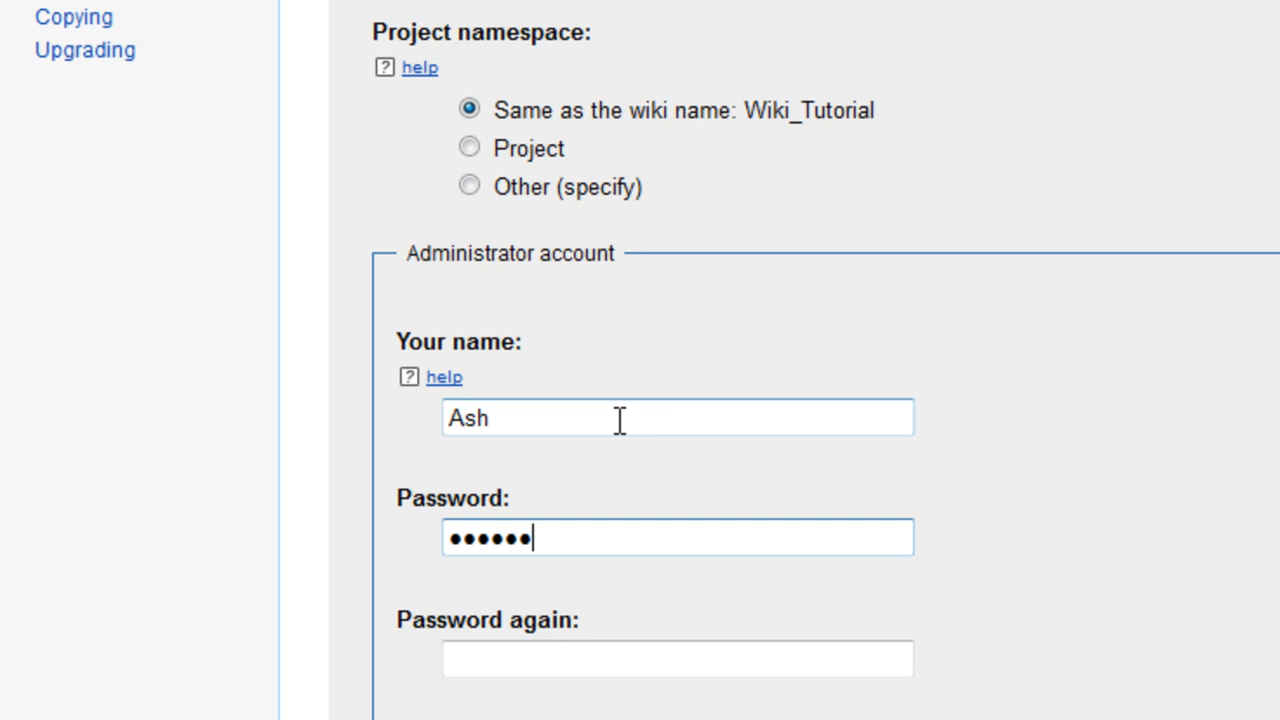 Copying
Upgrading
Project namespace:
? help
Same as the wiki name: Wiki_Tutorial
Project
Other (specify)
Administrator account
Your name:
? help
Ash
Password:
••••••
Password again: